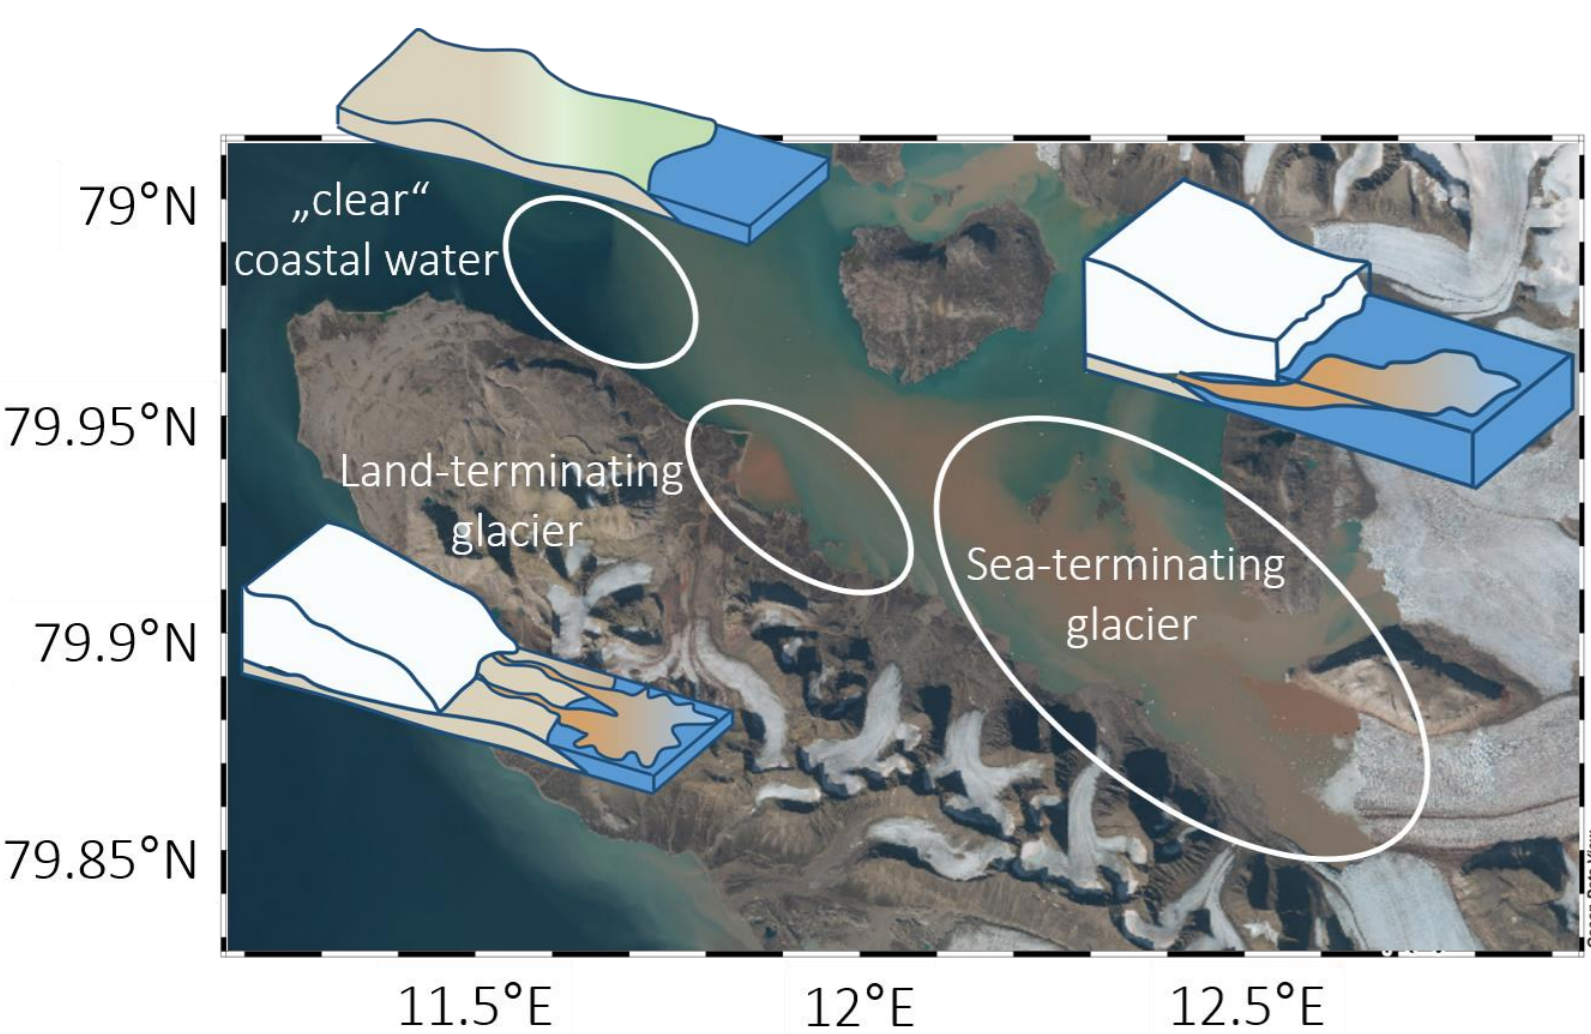 79°N
„clear“
coastal water
79.95°N
Land-terminating
glacier
Sea-terminating
glacier
79.9°N
79.85°N
11.5°E
12°E
12.5°E